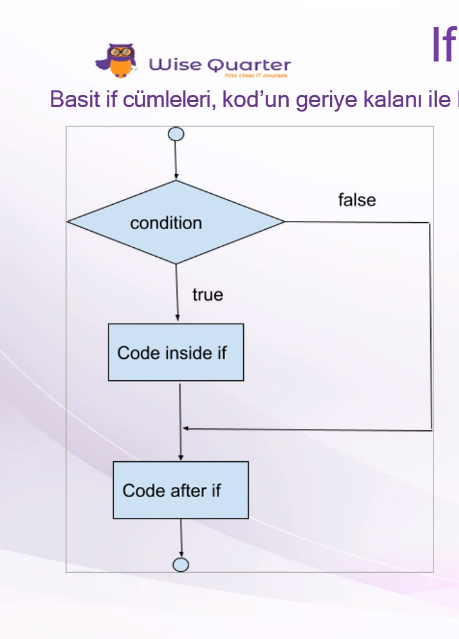 If
Wise Quarter
first class IT courses
Basit if cümleleri, kod'un geriye kalanı ile
condition
false
true
Code inside if
Code after if